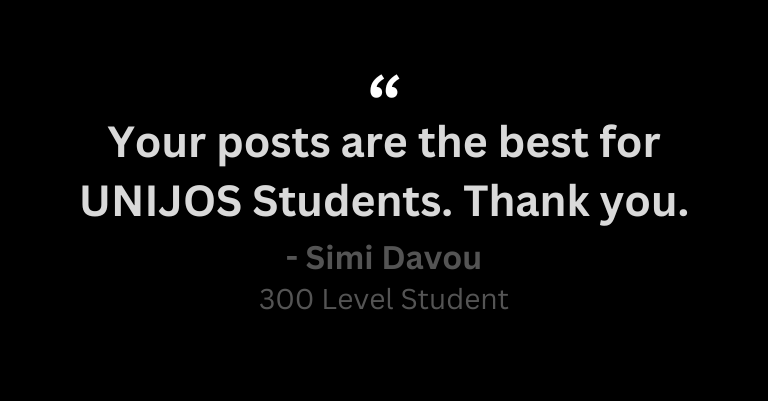 “
Your posts are the best for
UNIJOS Students. Thank you.
- Simi Davou
300 Level Student